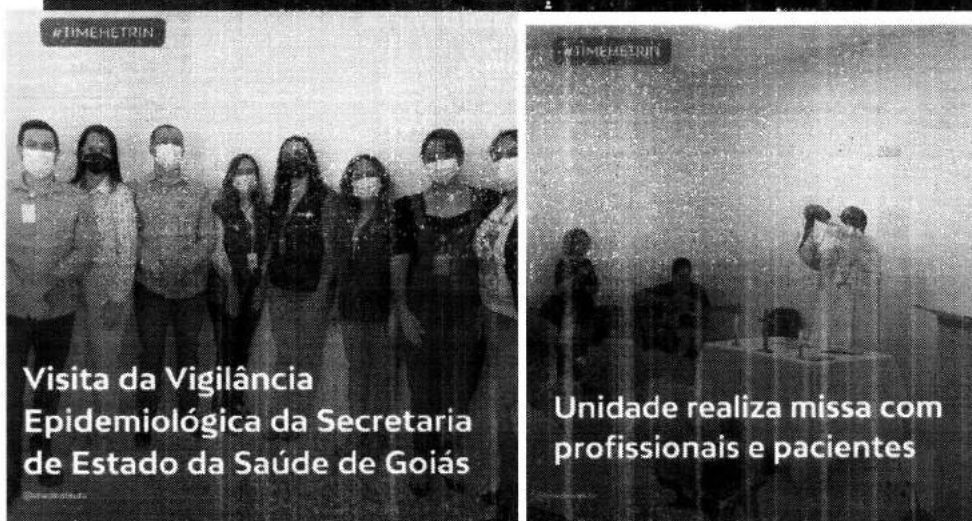 #TIMEHETRIN
Visita da Vigilância
Epidemiológica da Secretaria
de Estado da Saúde de Goiás
#TIMEHETRIN
Unidade realiza missa com
profissionais e pacientes